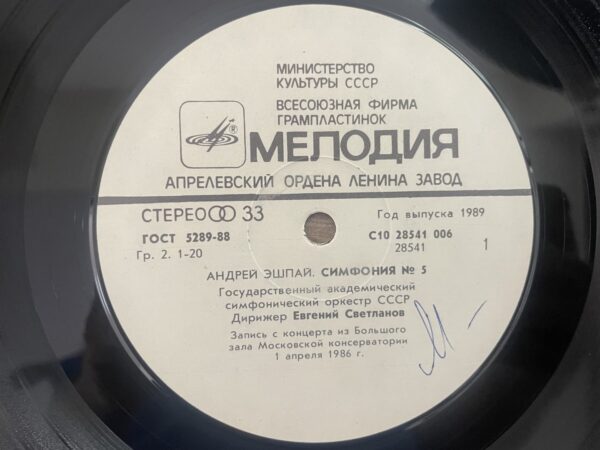 МИНИСТЕРСТВО
КУЛЬТУРЫ СССР
ВСЕСОЮЗНАЯ ФИРМА
ГРАМПЛАСТИНОК
МЕЛОДИЯ
АПРЕЛЕВСКИЙ ОРДЕНА ЛЕНИНА ЗАВОД
СТЕРЕО 33
Год выпуска 1989
ГОСТ 5289-88
С10 28541 006
Гр. 2. 1-20
28541
1
АНДРЕЙ ЭШПАЙ. СИМФОНИЯ № 5
Государственный академический
симфонический оркестр СССР
Дирижер Евгений Светланов
Запись с концерта из Большого
зала Московской консерватории
1 апреля 1986 г.